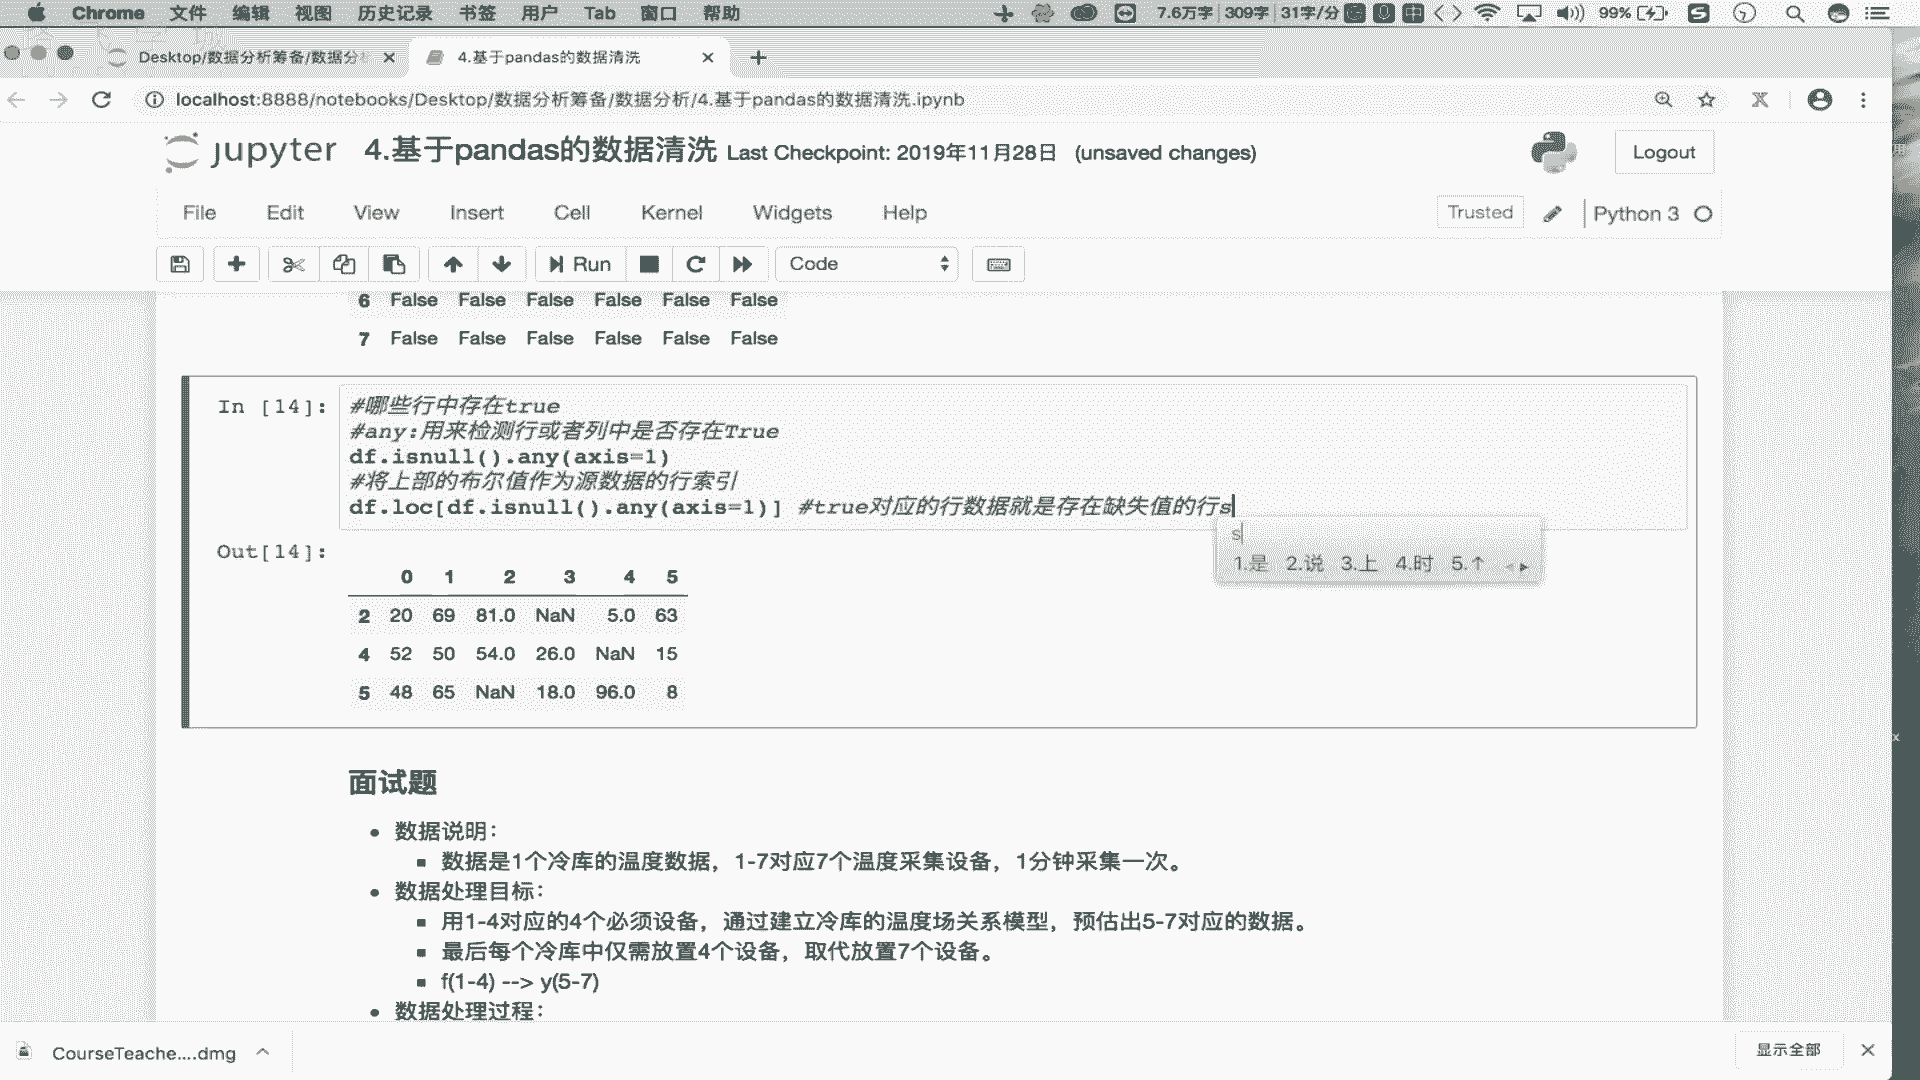 Chrome 文件 编辑 视图 历史记录 书签 用户 Tab 窗口 帮助 7.6万字 309字 31字/分 中 99% S
Desktop/数据分析筹备/数据分 4.基于pandas的数据清洗
localhost:8888/notebooks/Desktop/数据分析筹备/数据分析/4.基于pandas的数据清洗.ipynb
jupyter 4.基于pandas的数据清洗 Last Checkpoint: 2019年11月28日 (unsaved changes) Logout
File Edit View Insert Cell Kernel Widgets Help Trusted Python 3
Run Code
6 False False False False False False
7 False False False False False False
In [14]: #哪些行中存在true
#any:用来检测行或者列中是否存在True
df.isnull().any(axis=1)
#将上部的布尔值作为源数据的行索引
df.loc[df.isnull().any(axis=1)] #true对应的行数据就是存在缺失值的行s
s
1.是 2.说 3.上 4.时 5.↑
Out[14]:
0 1 2 3 4 5
2 20 69 81.0 NaN 5.0 63
4 52 50 54.0 26.0 NaN 15
5 48 65 NaN 18.0 96.0 8
面试题
数据说明：
数据是1个冷库的温度数据，1-7对应7个温度采集设备，1分钟采集一次。
数据处理目标：
用1-4对应的4个必须设备，通过建立冷库的温度场关系模型，预估出5-7对应的数据。
最后每个冷库中仅需放置4个设备，取代放置7个设备。
f(1-4) --> y(5-7)
数据处理过程：
CourseTeache....dmg 显示全部